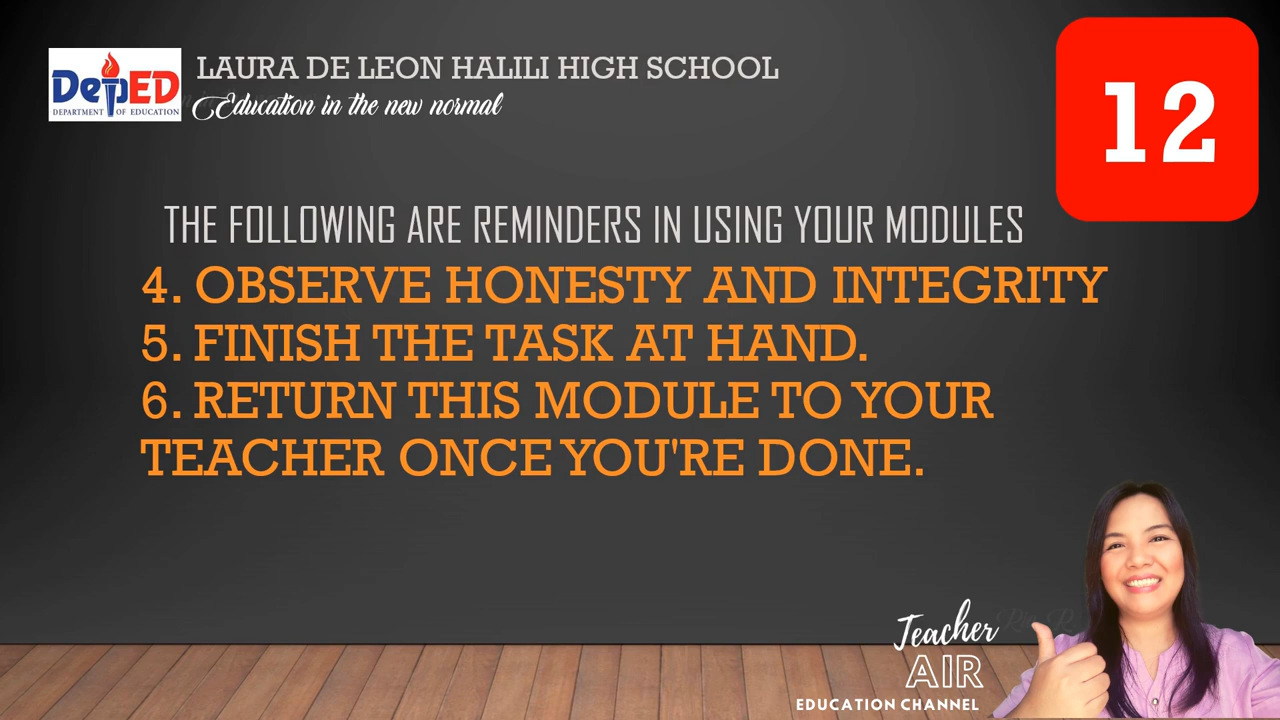 DepED
DEPARTMENT OF EDUCATION
LAURA DE LEON HALILI HIGH SCHOOL
Education in the new normal
12
THE FOLLOWING ARE REMINDERS IN USING YOUR MODULES
4. OBSERVE HONESTY AND INTEGRITY
5. FINISH THE TASK AT HAND.
6. RETURN THIS MODULE TO YOUR
TEACHER ONCE YOU'RE DONE.
Teacher
AIR
EDUCATION CHANNEL